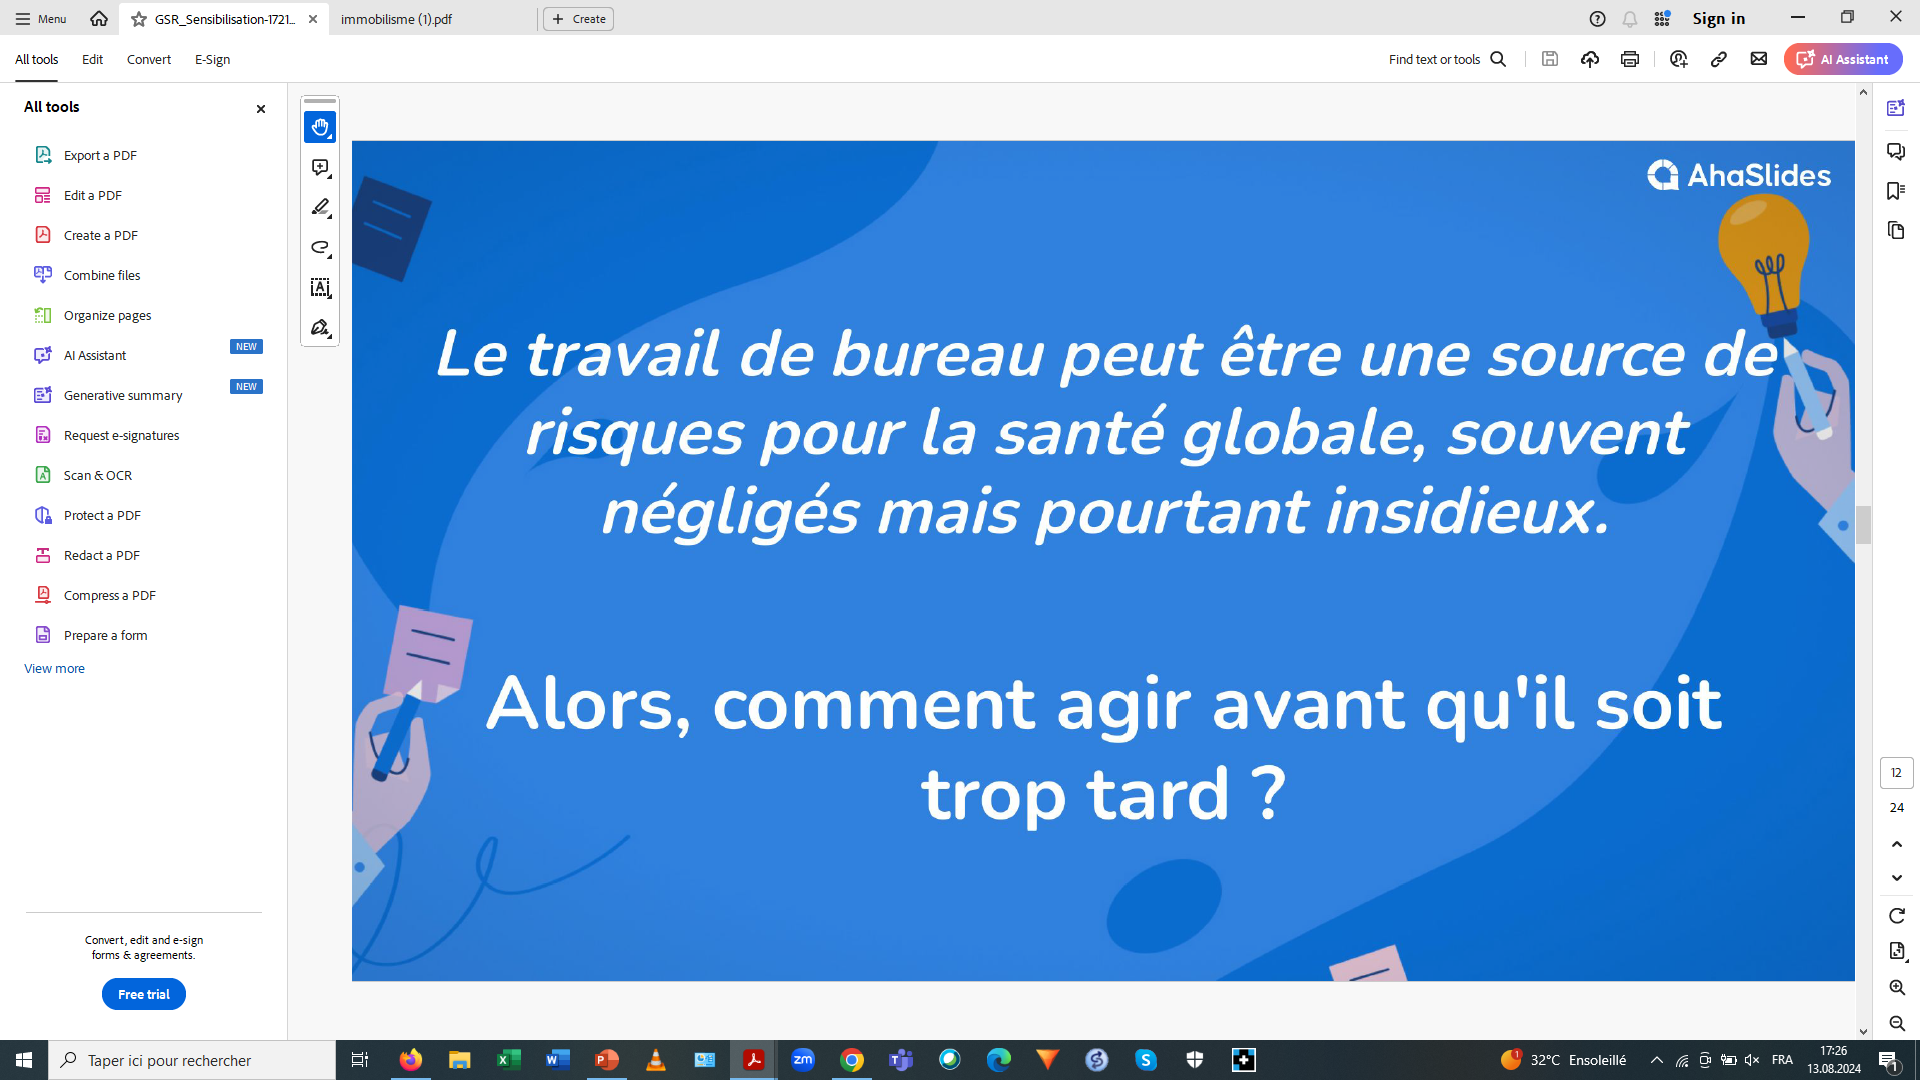 Menu
GSR_Sensibilisation-1721...
immobilisme (1).pdf
Create
Sign in
All tools
Edit
Convert
E-Sign
Find text or tools
AI Assistant
All tools
Export a PDF
Edit a PDF
Create a PDF
Combine files
Organize pages
AI Assistant
NEW
Generative summary
NEW
Request e-signatures
Scan & OCR
Protect a PDF
Redact a PDF
Compress a PDF
Prepare a form
View more
Convert, edit and e-sign
forms & agreements.
Free trial
AhaSlides
Le travail de bureau peut être une source de
risques pour la santé globale, souvent
négligés mais pourtant insidieux.
Alors, comment agir avant qu'il soit
trop tard ?
12
24
Taper ici pour rechercher
32°C Ensoleillé
FRA
17:26
13.08.2024
1